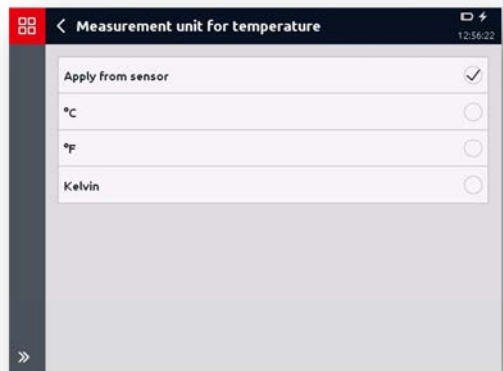 Measurement unit for temperature
12:56:22
Apply from sensor
°C
°F
Kelvin